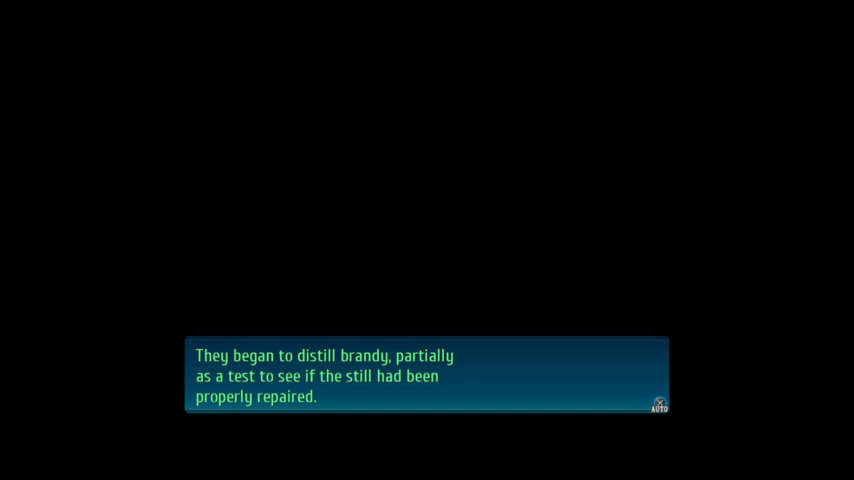 They began to distill brandy, partially
as a test to see if the still had been
properly repaired.
AUTO